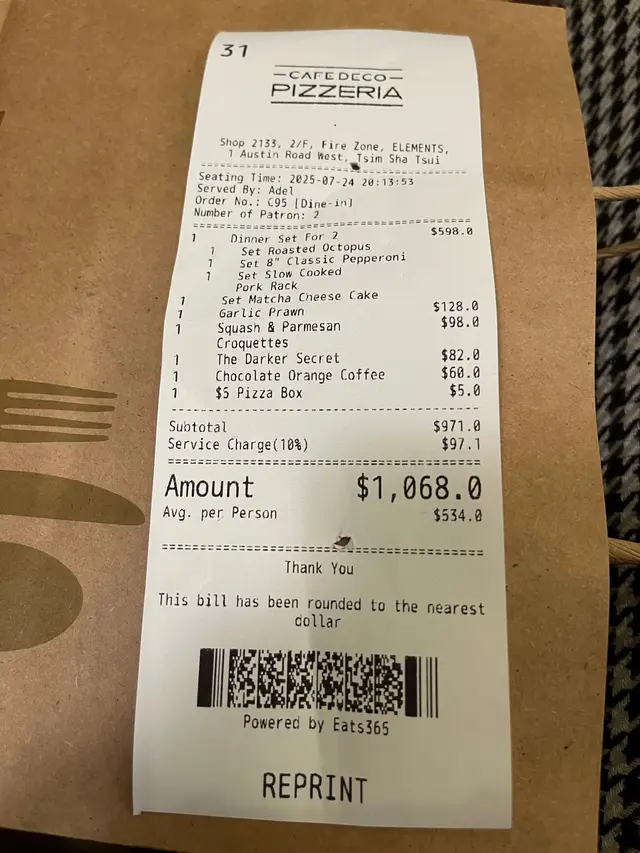 31
CAFE DECO
PIZZERIA
Shop 2133, 2/F, Fire Zone, ELEMENTS,
1 Austin Road West, Tsim Sha Tsui
Seating Time: 2025-07-24 20:13:53
Served By: Adel
Order No.: C95 [Dine-in]
Number of Patron: 2
1 Dinner Set For 2 $598.0
1 Set Roasted Octopus
1 Set 8" Classic Pepperoni
1 Set Slow Cooked
Pork Rack
1 Set Matcha Cheese Cake
1 Garlic Prawn $128.0
1 Squash & Parmesan $98.0
Croquettes
1 The Darker Secret $82.0
1 Chocolate Orange Coffee $60.0
1 $5 Pizza Box $5.0
Subtotal $971.0
Service Charge(10%) $97.1
Amount $1,068.0
Avg. per Person $534.0
Thank You
This bill has been rounded to the nearest
dollar
Powered by Eats365
REPRINT